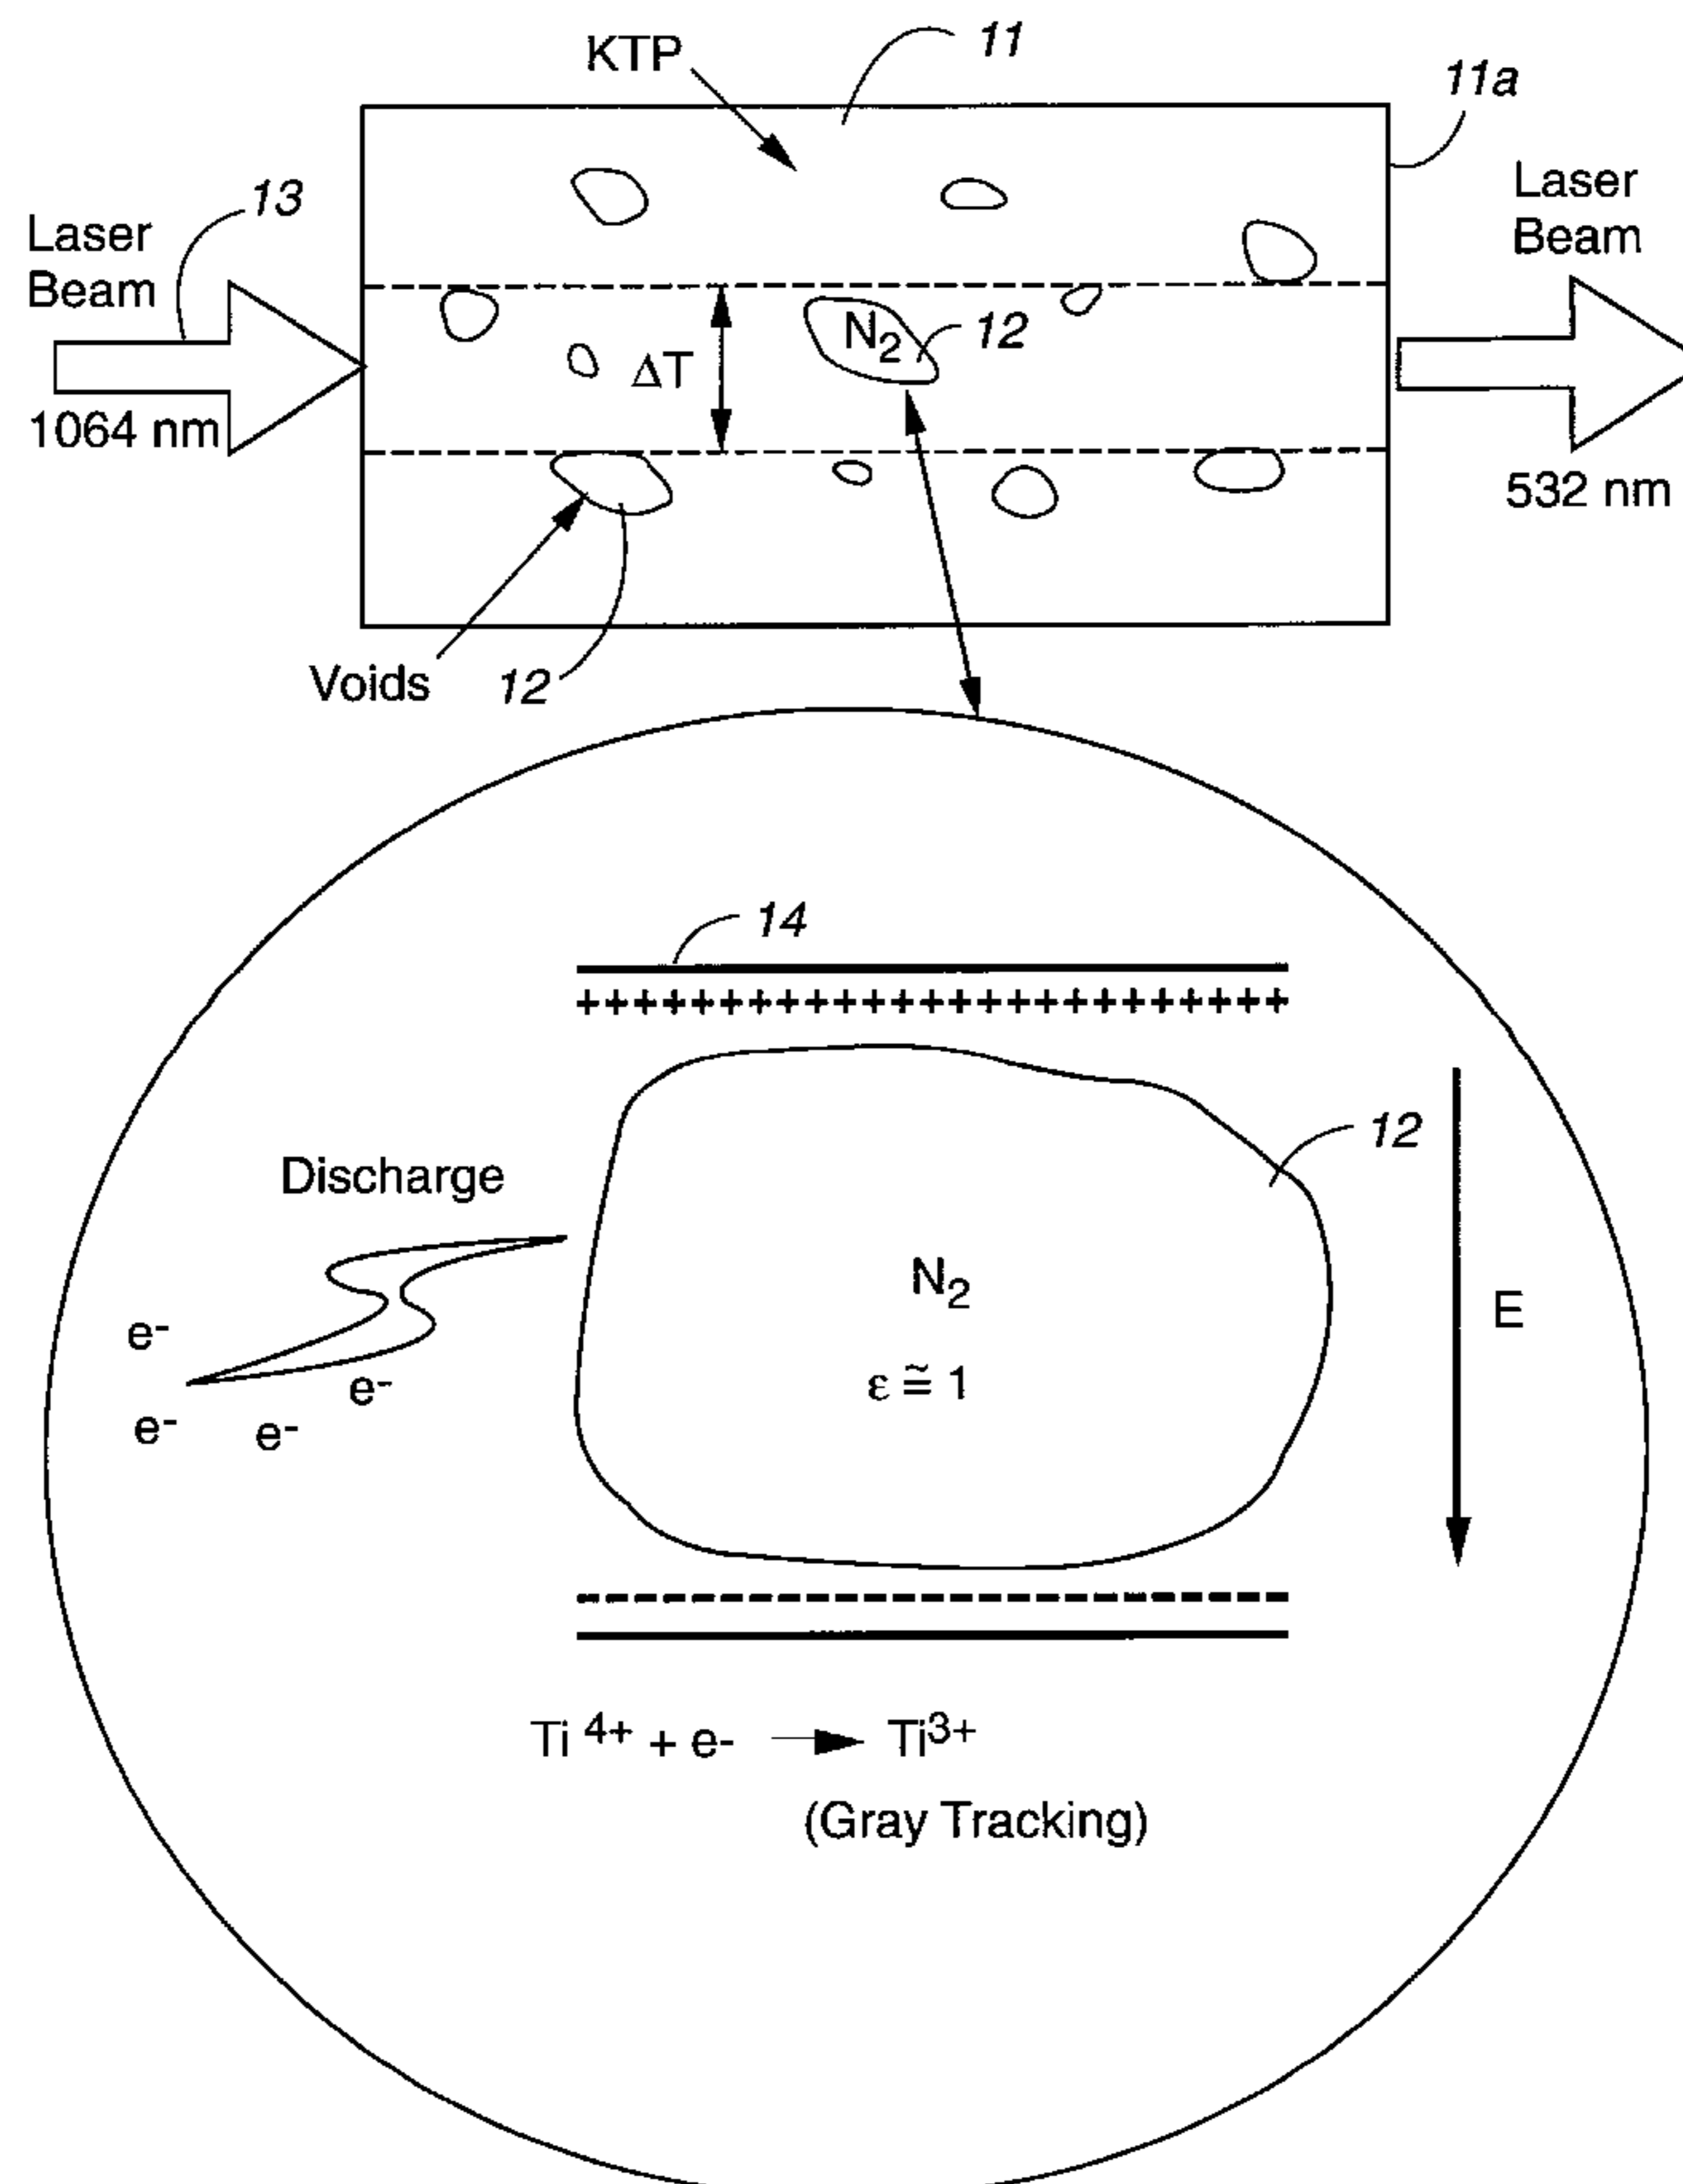 KTP
11
11a
13
Laser
Beam
Laser
Beam
N2
12
ΔT
1064 nm
532 nm
Voids
12
14
+++++++++++++++++++++++++
12
Discharge
N2
E
e-
ε ≅ 1
e-
e-
e-
Ti 4+ + e- → Ti3+
(Gray Tracking)